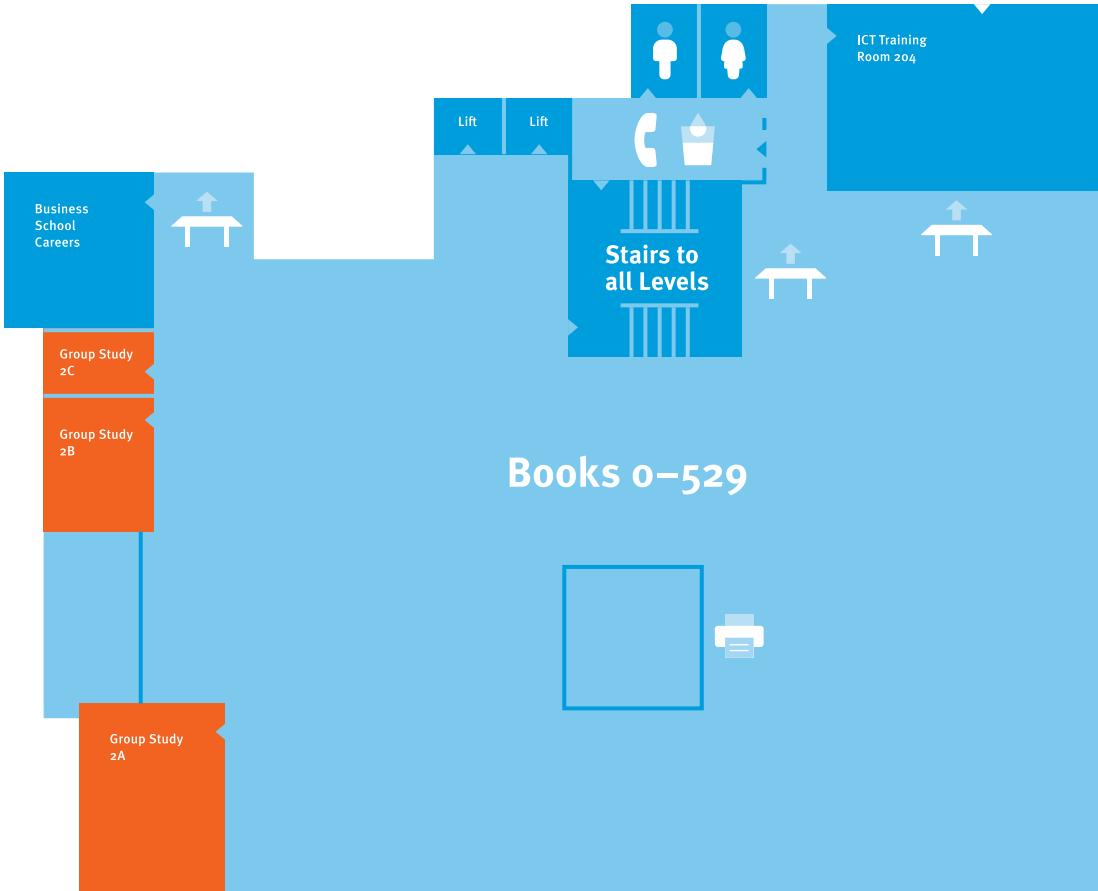 ICT Training
Room 204
Lift
Lift
Business
School
Careers
Stairs to
all Levels
Group Study
2C
Group Study
2B
Books 0–529
Group Study
2A